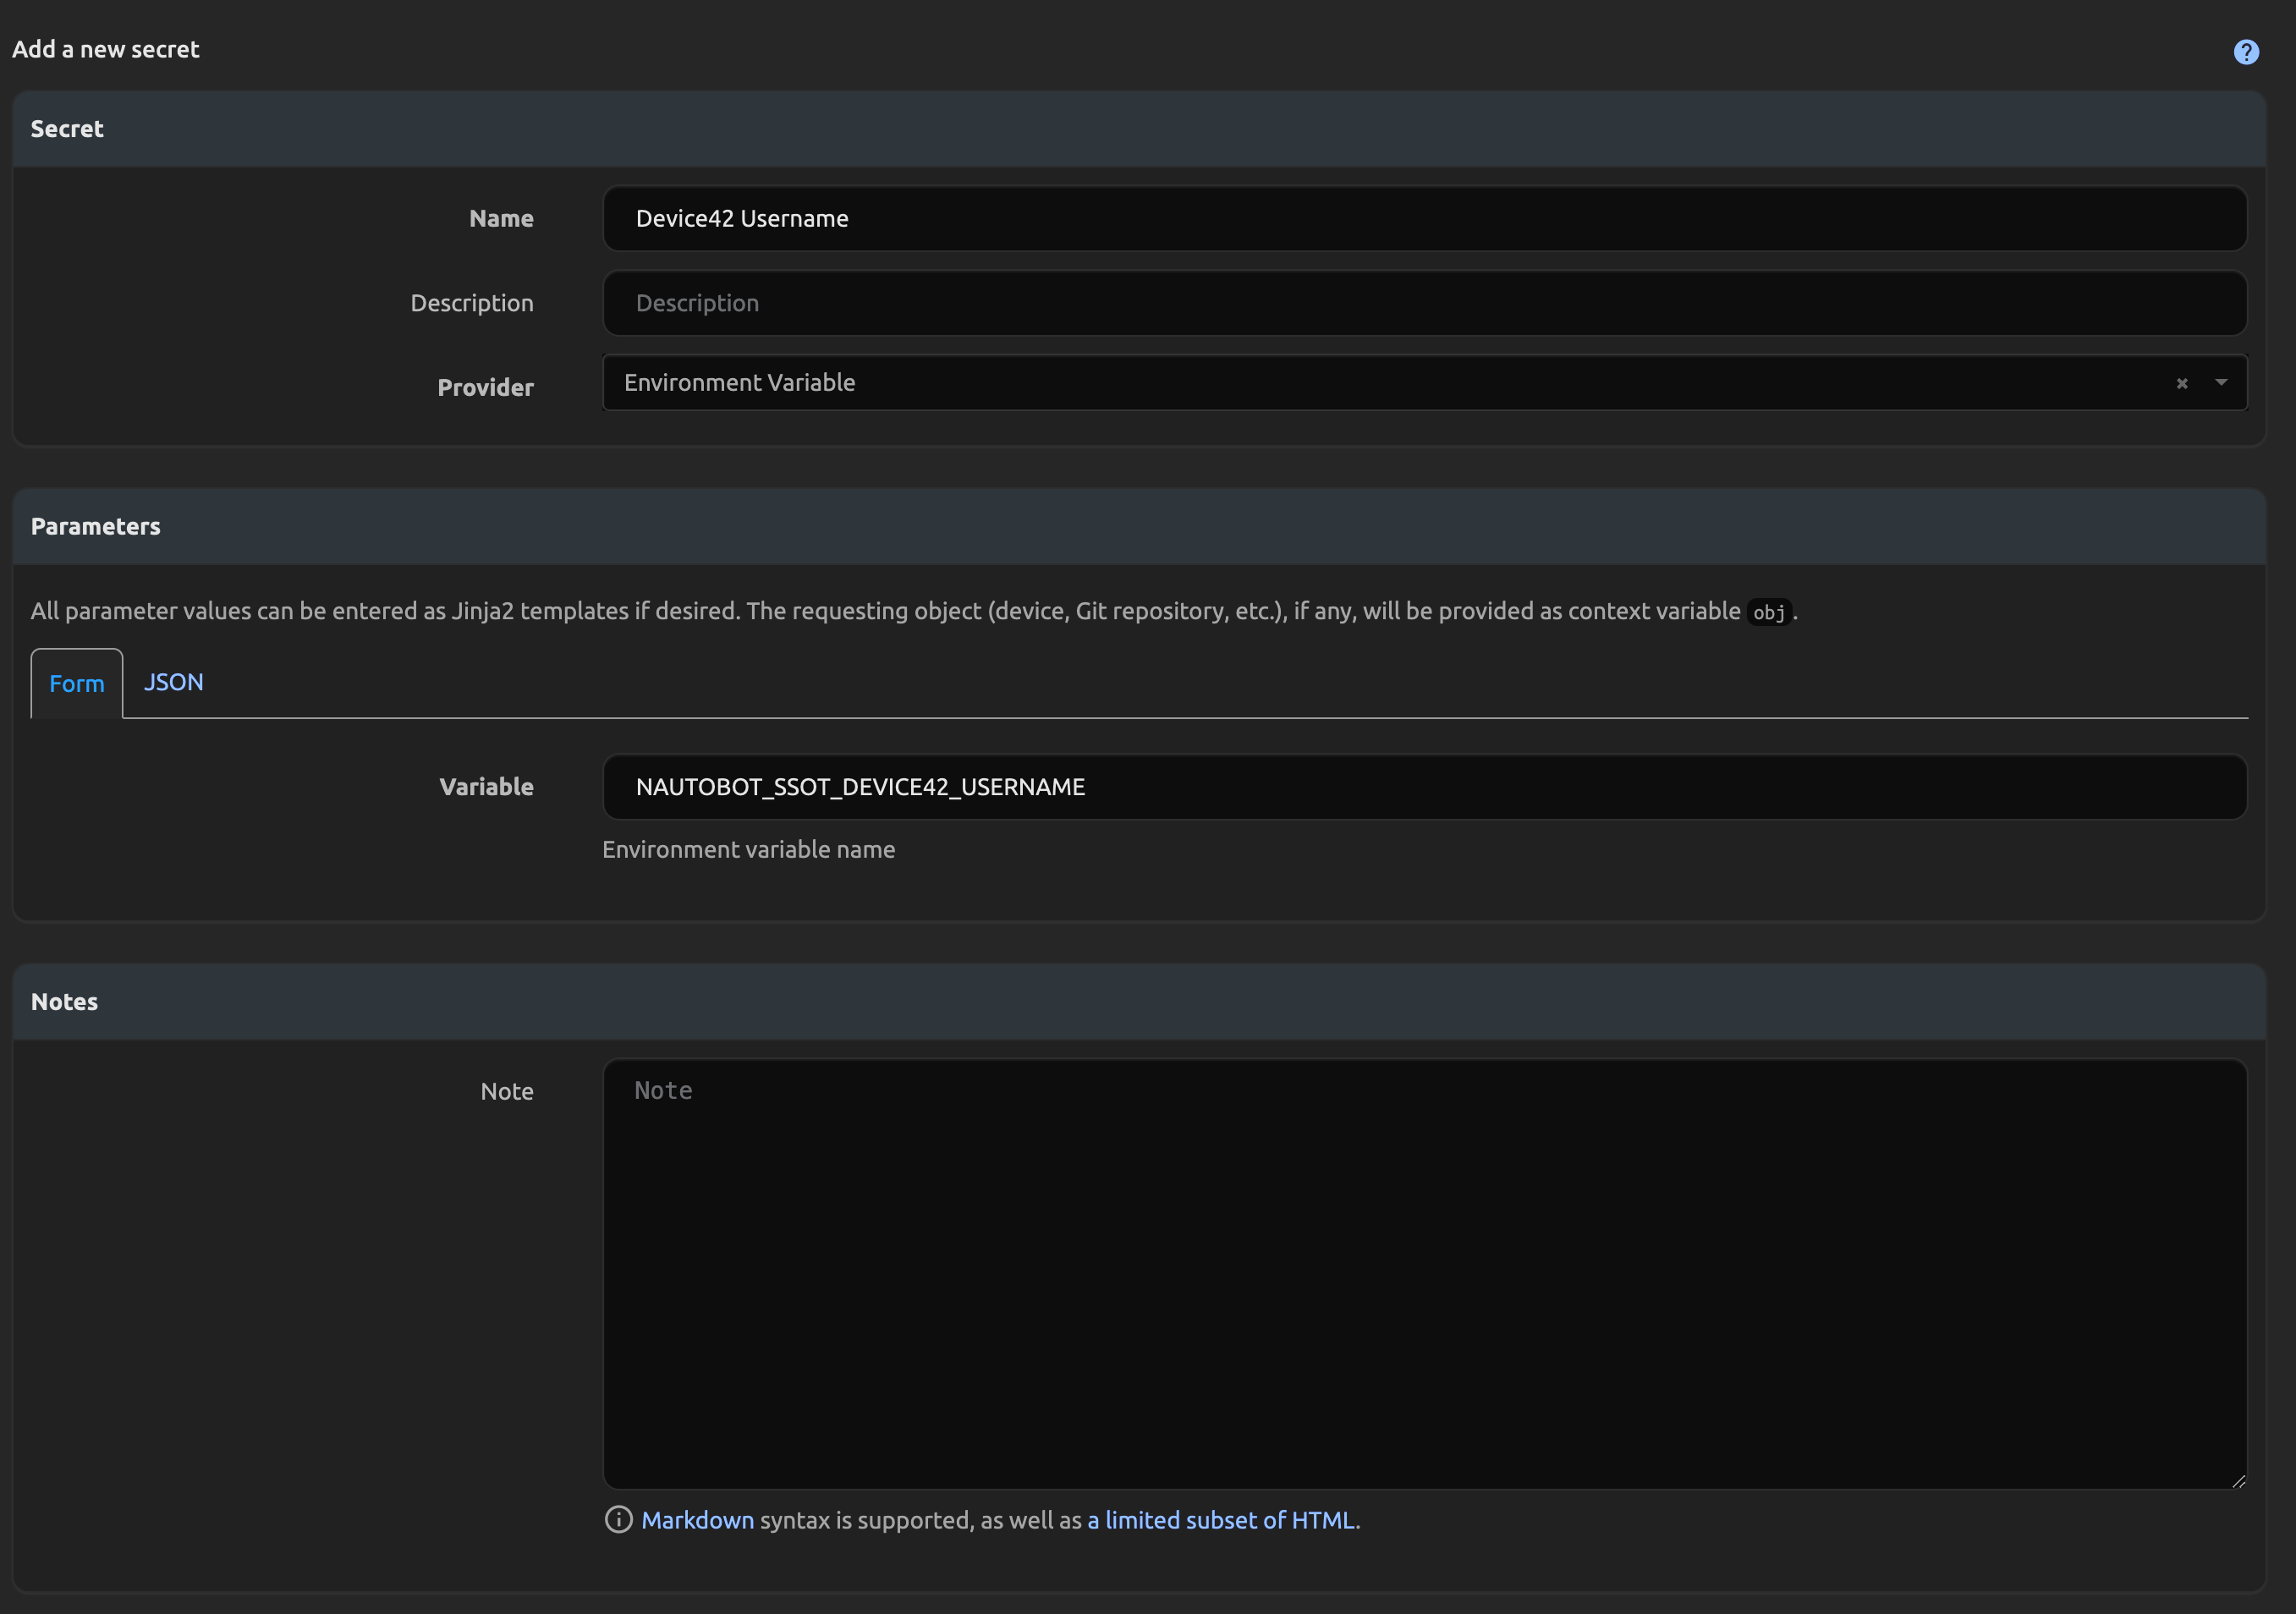 Add a new secret
?
Secret
Name Device42 Username
Description Description
Provider Environment Variable
Parameters
All parameter values can be entered as Jinja2 templates if desired. The requesting object (device, Git repository, etc.), if any, will be provided as context variable obj.
Form JSON
Variable NAUTOBOT_SSOT_DEVICE42_USERNAME
Environment variable name
Notes
Note Note
Markdown syntax is supported, as well as a limited subset of HTML.